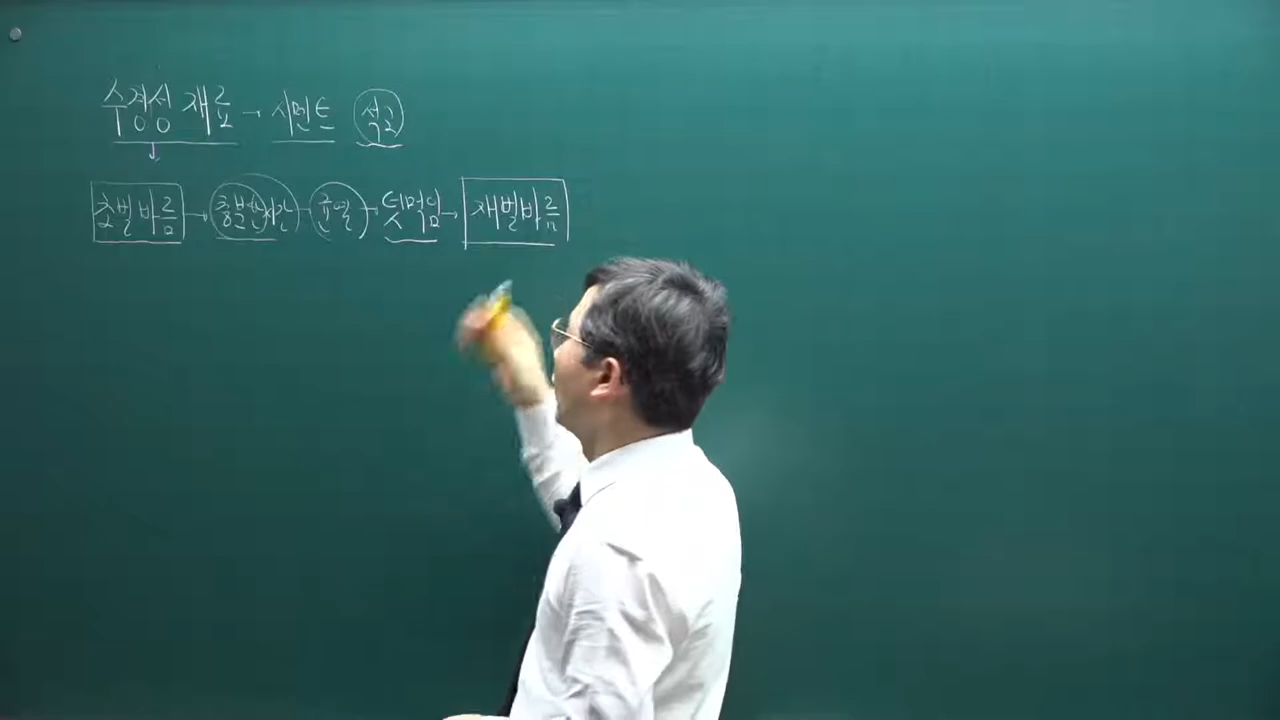 수경성 재료 → 시멘트 석고
초벌바름 → 충분한시간 → 균열 → 덧먹임 → 재벌바름